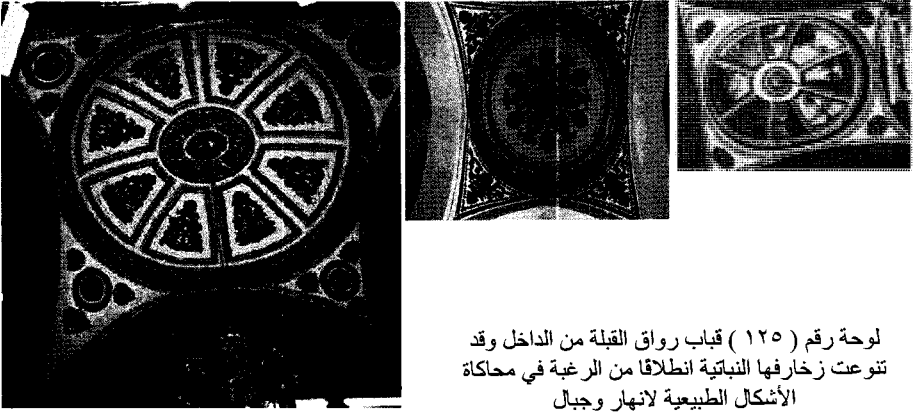 لوحة رقم ( ١٢٥ ) قباب رواق القبلة من الداخل وقد
تنوعت زخارفها النباتية انطلاقا من الرغبة في محاكاة
الأشكال الطبيعية لانهار وجبال